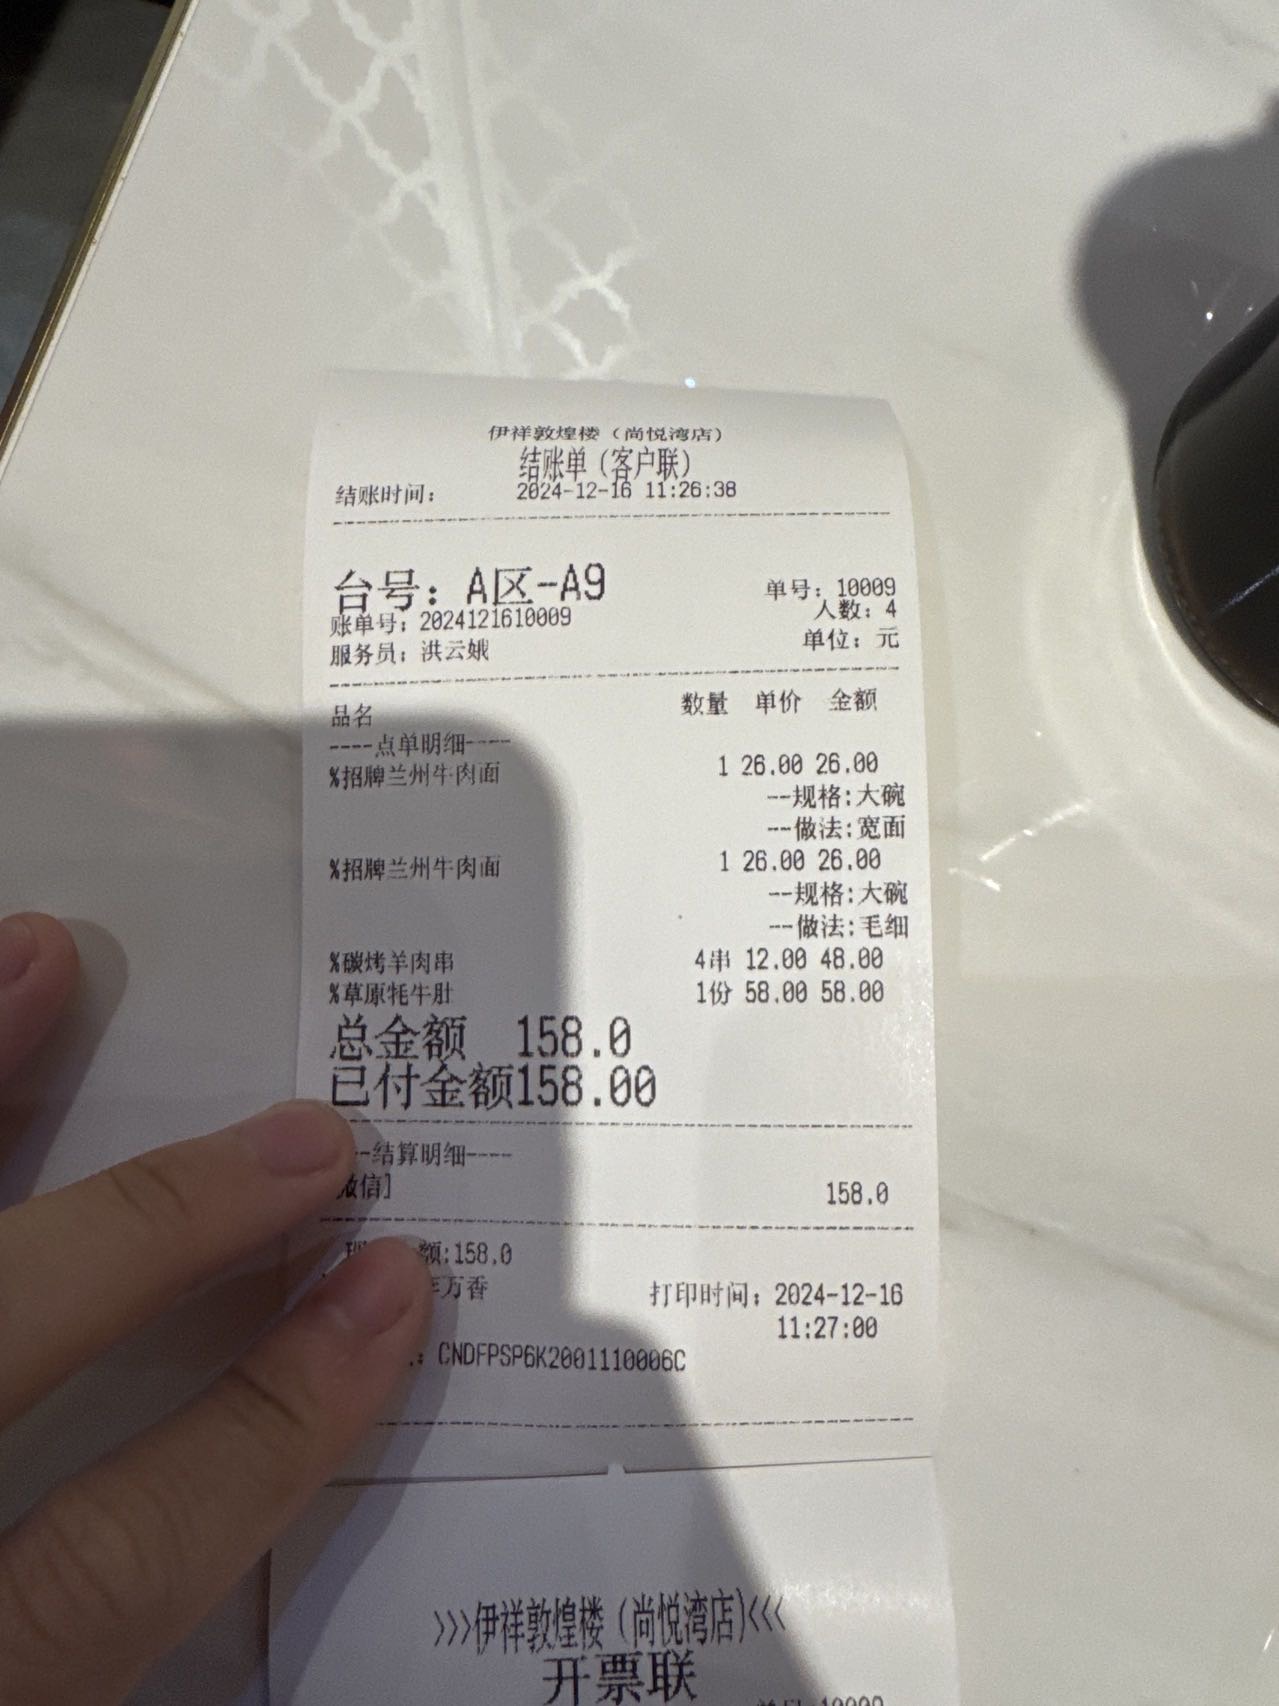 伊祥敦煌楼（尚悦湾店）
结账单（客户联）
结账时间： 2024-12-16 11:26:38
台号：A区-A9
单号：10009
账单号：2024121610009
人数：4
服务员：洪云娥
单位：元
品名 数量 单价 金额
----点单明细----
%招牌兰州牛肉面 1 26.00 26.00
--规格:大碗
--做法:宽面
%招牌兰州牛肉面 1 26.00 26.00
--规格:大碗
--做法:毛细
%碳烤羊肉串 4串 12.00 48.00
%草原牦牛肚 1份 58.00 58.00
总金额 158.0
已付金额158.00
--结算明细----
微信] 158.0
额:158.0
万香 打印时间：2024-12-16
11:27:00
: CNDFPSP6K2001110006C
>>>伊祥敦煌楼（尚悦湾店)<<<
开票联
单号 10009